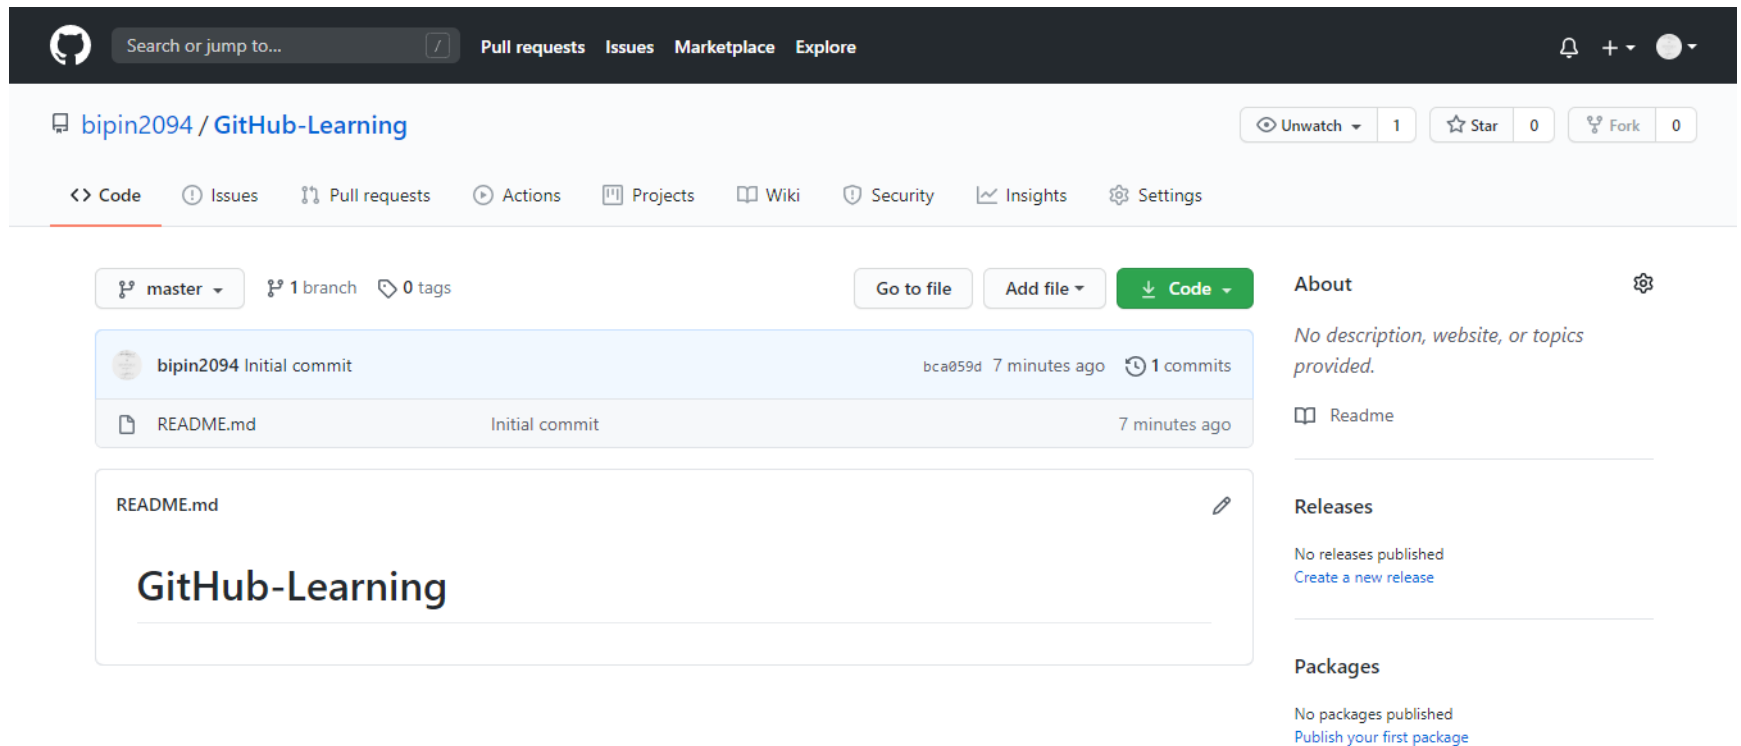 Search or jump to... / Pull requests Issues Marketplace Explore
bipin2094 / GitHub-Learning Unwatch 1 Star 0 Fork 0
Code Issues Pull requests Actions Projects Wiki Security Insights Settings
master 1 branch 0 tags Go to file Add file Code
bipin2094 Initial commit bca059d 7 minutes ago 1 commits
README.md Initial commit 7 minutes ago
README.md
GitHub-Learning
About
No description, website, or topics
provided.
Readme
Releases
No releases published
Create a new release
Packages
No packages published
Publish your first package